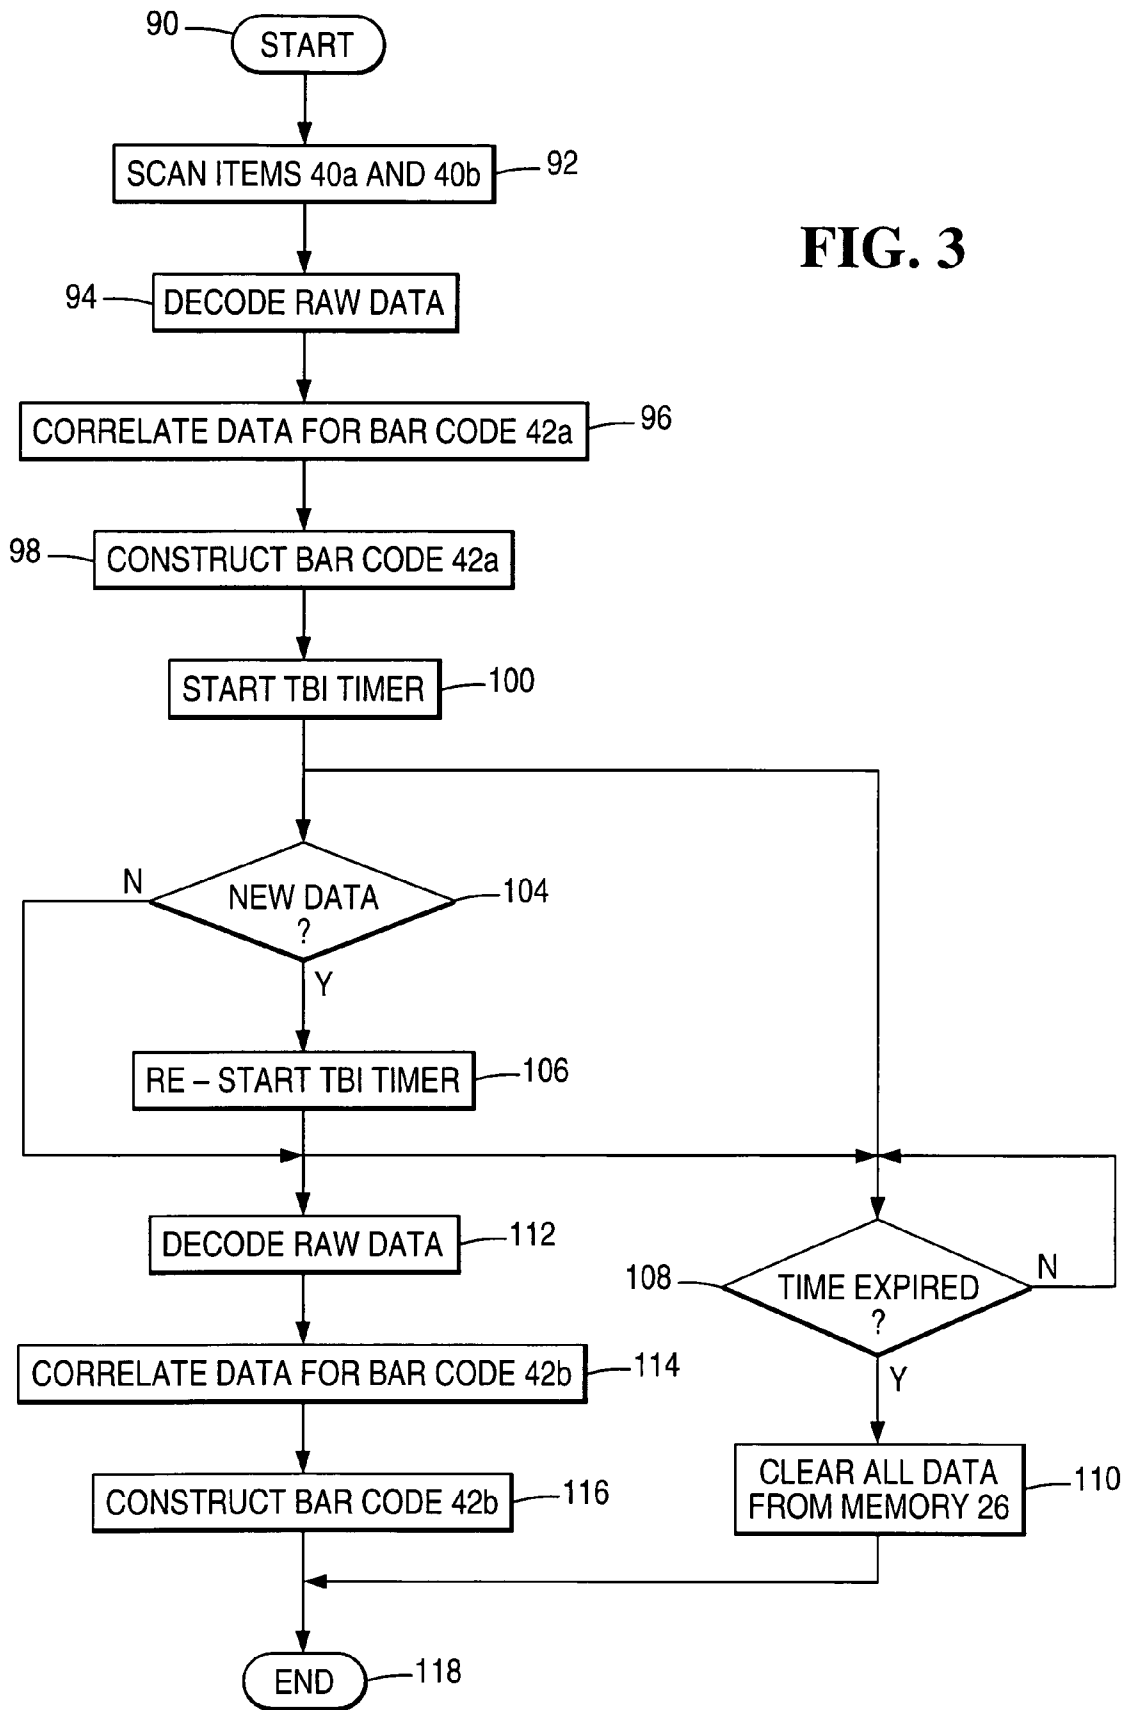 90
START
SCAN ITEMS 40a AND 40b
92
FIG. 3
94
DECODE RAW DATA
CORRELATE DATA FOR BAR CODE 42a
96
98
CONSTRUCT BAR CODE 42a
START TBI TIMER
100
N
NEW DATA
?
104
Y
RE – START TBI TIMER
106
DECODE RAW DATA
112
108
TIME EXPIRED
?
N
CORRELATE DATA FOR BAR CODE 42b
114
Y
CONSTRUCT BAR CODE 42b
116
CLEAR ALL DATA
FROM MEMORY 26
110
END
118